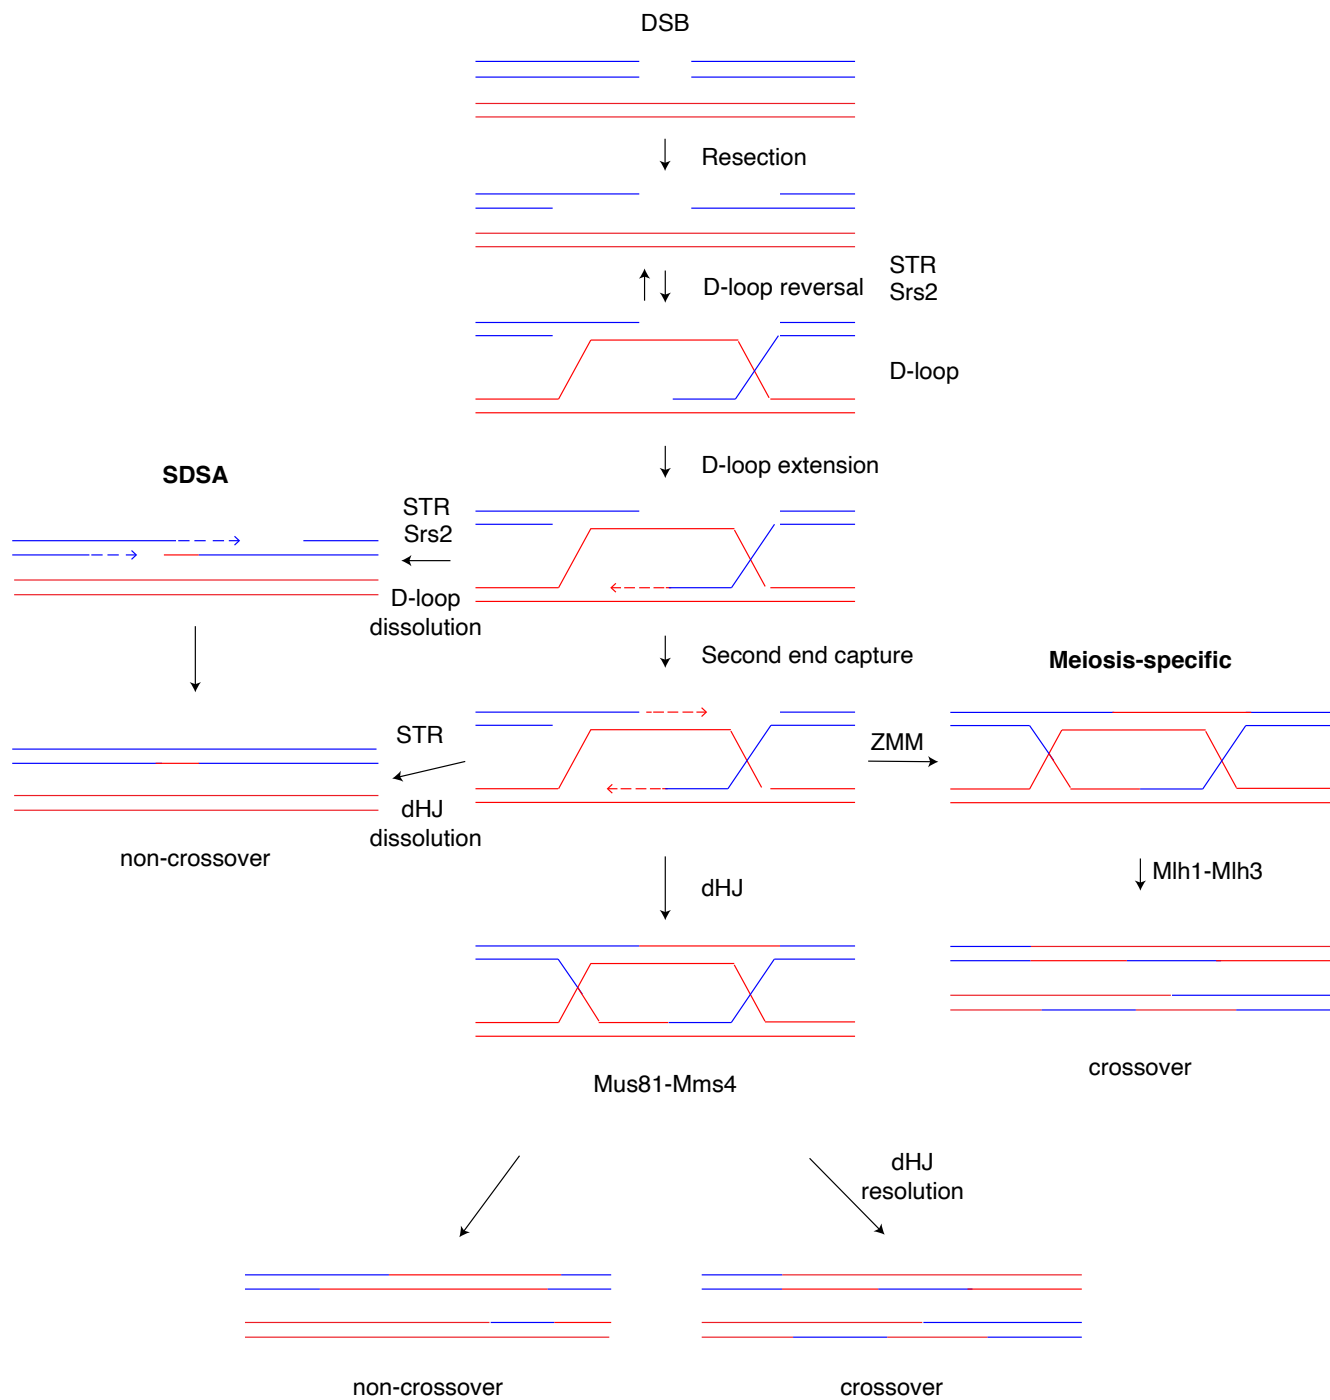 DSB
Resection
D-loop reversal
STR
Srs2
D-loop
D-loop extension
SDSA
STR
Srs2
D-loop
dissolution
Second end capture
Meiosis-specific
STR
ZMM
dHJ
dissolution
non-crossover
dHJ
Mlh1-Mlh3
crossover
Mus81-Mms4
dHJ
resolution
non-crossover
crossover